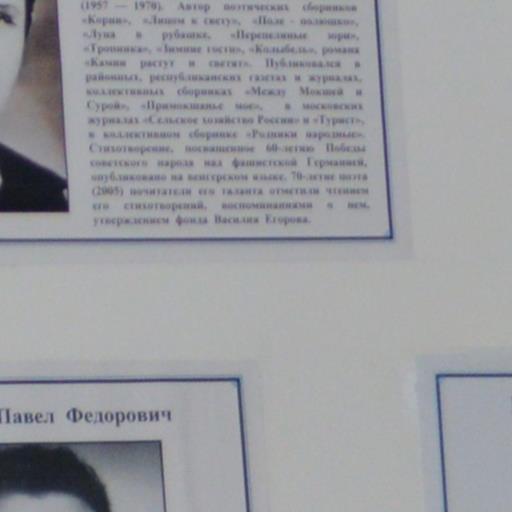 (1957 — 1970). Автор поэтических сборников
«Корни», «Лицом к свету», «Поле - полюшко»,
«Луна в рубашке, «Перепелиные зори»,
«Тропинка», «Зимние гости», «Колыбель», романа
«Камни растут и светят». Публиковался в
районных, республиканских газетах и журналах,
коллективных сборниках «Между Мокшей и
Сурой», «Примокшанье мое», в московских
журналах «Сельское хозяйство России» и «Турист»,
в коллективном сборнике «Родники народные».
Стихотворение, посвященное 60-летию Победы
советского народа над фашистской Германией,
опубликовано на венгерском языке. 70-летие поэта
(2005) почитатели его таланта отметили чтением
его стихотворений, воспоминаниями о нем,
утверждением фонда Василия Егорова.
Павел Федорович